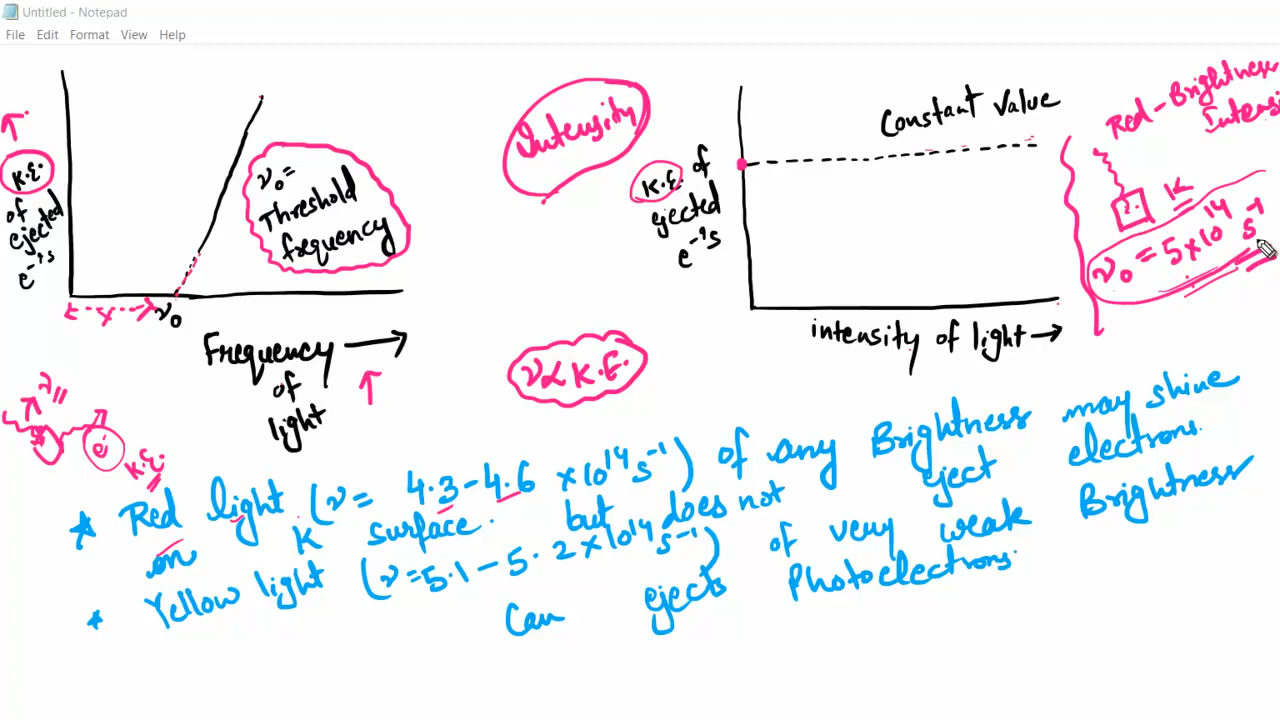 Untitled - Notepad
File Edit Format View Help
K.E.
of
ejected
e⁻'s
ν₀ =
Threshold
frequency
ν₀
Frequency
of
light
Intensity
ν∝ K.E.
K.E. of
ejected
e⁻'s
Constant value
intensity of light →
Red-Brightness
Intensi
K
ν₀ = 5×10¹⁴ s⁻¹
e⁻
K.E.
★ Red light (ν = 4.3-4.6 ×10¹⁴ s⁻¹) of any Brightness may shine
on K surface. but does not eject electrons.
* Yellow light (ν=5.1-5.2×10¹⁴ s⁻¹) of very weak Brightness
Can ejects Photoelectrons.